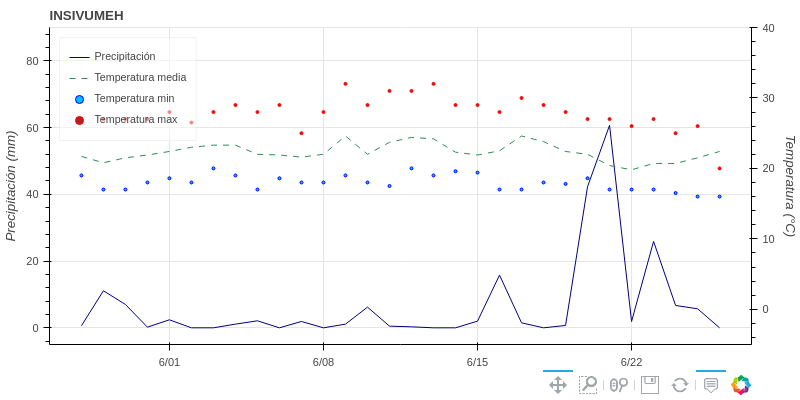 INSIVUMEH
Precipitación
Temperatura media
Temperatura min
Temperatura max
Precipitación (mm)
80
60
40
20
0
Temperatura (°C)
40
30
20
10
0
6/01
6/08
6/15
6/22